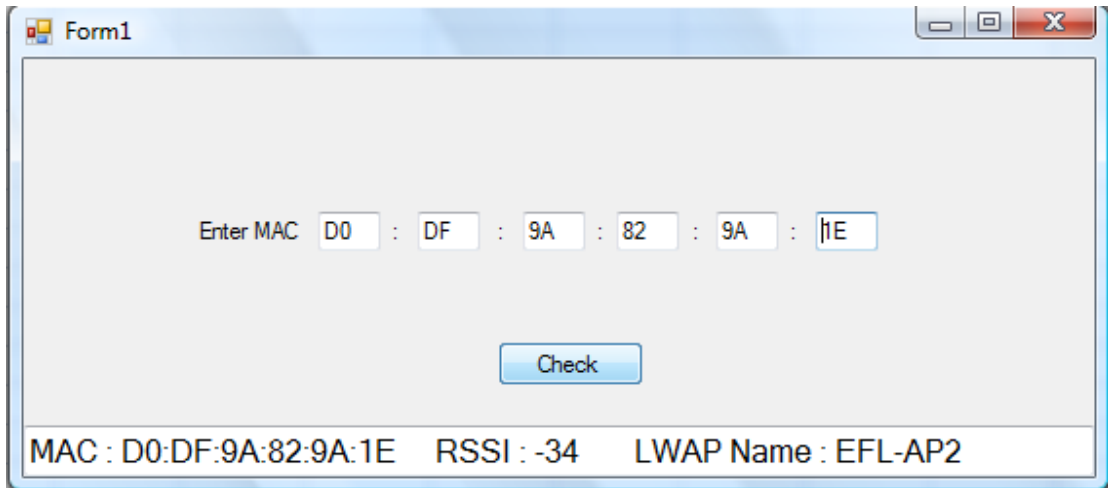 Form1
Enter MAC D0 : DF : 9A : 82 : 9A : 1E
Check
MAC : D0:DF:9A:82:9A:1E RSSI : -34 LWAP Name : EFL-AP2